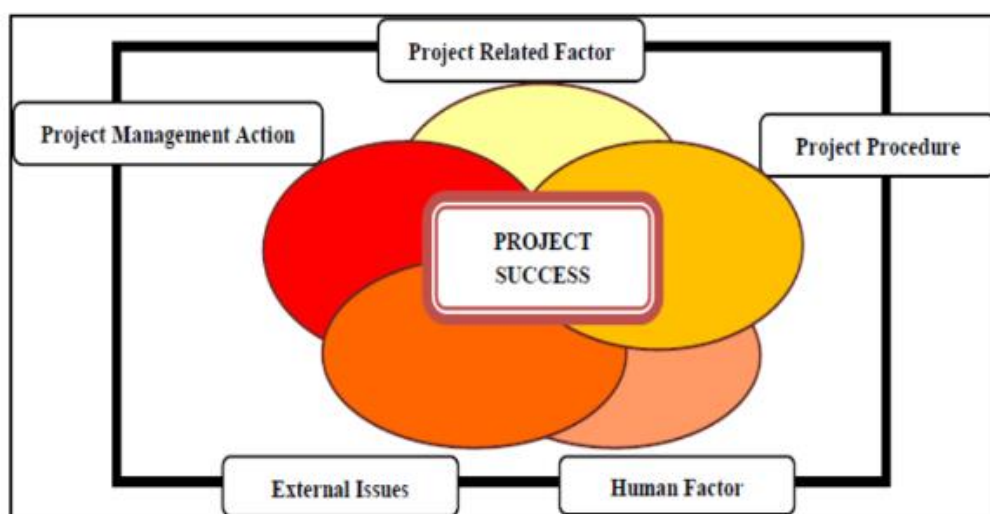 Project Related Factor
Project Management Action
Project Procedure
PROJECT
SUCCESS
External Issues
Human Factor